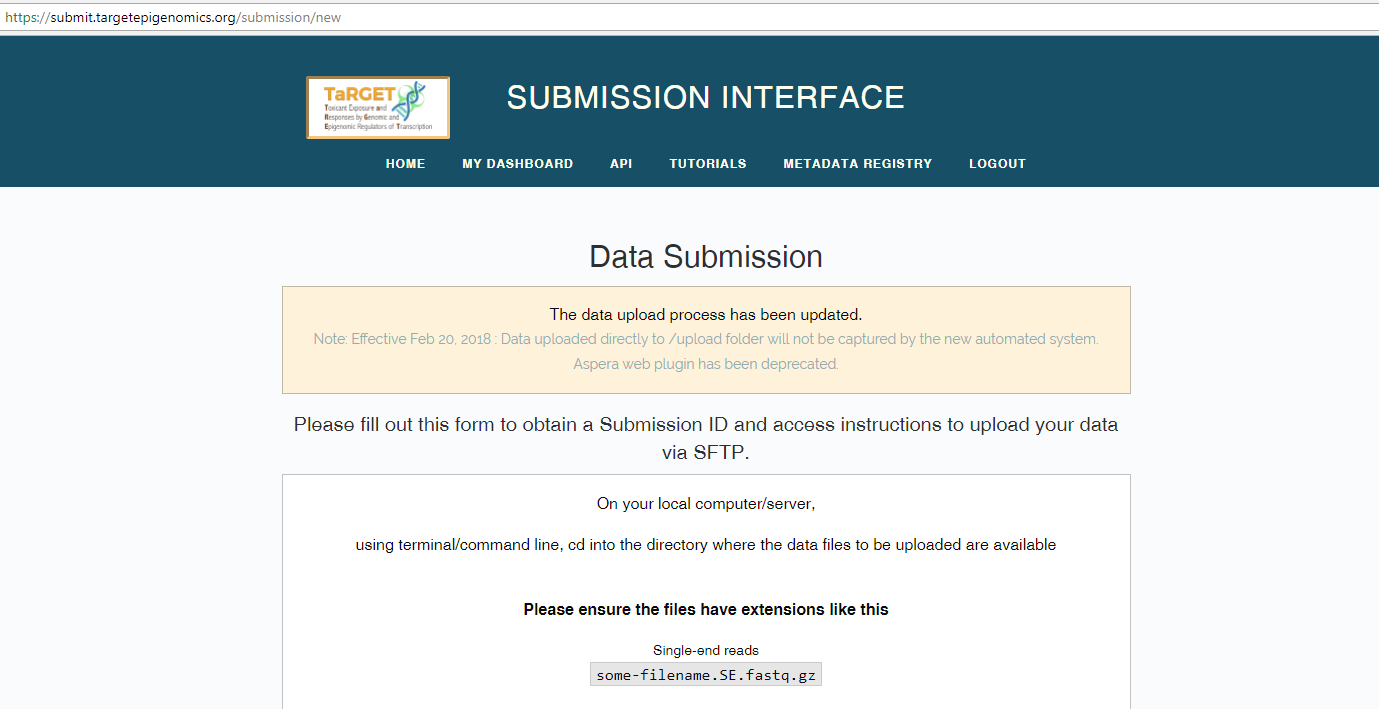 https://submit.targetepigenomics.org/submission/new
TaRGET
Toxicant Exposure and
Responses by Genomic and
Epigenomic Regulators of Transcription
SUBMISSION INTERFACE
HOME MY DASHBOARD API TUTORIALS METADATA REGISTRY LOGOUT
Data Submission
The data upload process has been updated.
Note: Effective Feb 20, 2018 : Data uploaded directly to /upload folder will not be captured by the new automated system.
Aspera web plugin has been deprecated.
Please fill out this form to obtain a Submission ID and access instructions to upload your data
via SFTP.
On your local computer/server,
using terminal/command line, cd into the directory where the data files to be uploaded are available
Please ensure the files have extensions like this
Single-end reads
some-filename.SE.fastq.gz